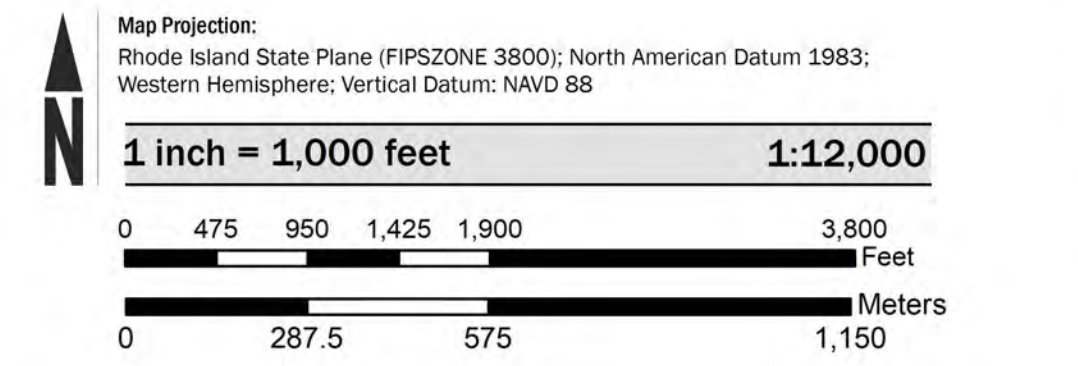 Map Projection:
Rhode Island State Plane (FIPSZONE 3800); North American Datum 1983;
Western Hemisphere; Vertical Datum: NAVD 88
N
1 inch = 1,000 feet 1:12,000
0 475 950 1,425 1,900 3,800
Feet
Meters
0 287.5 575 1,150